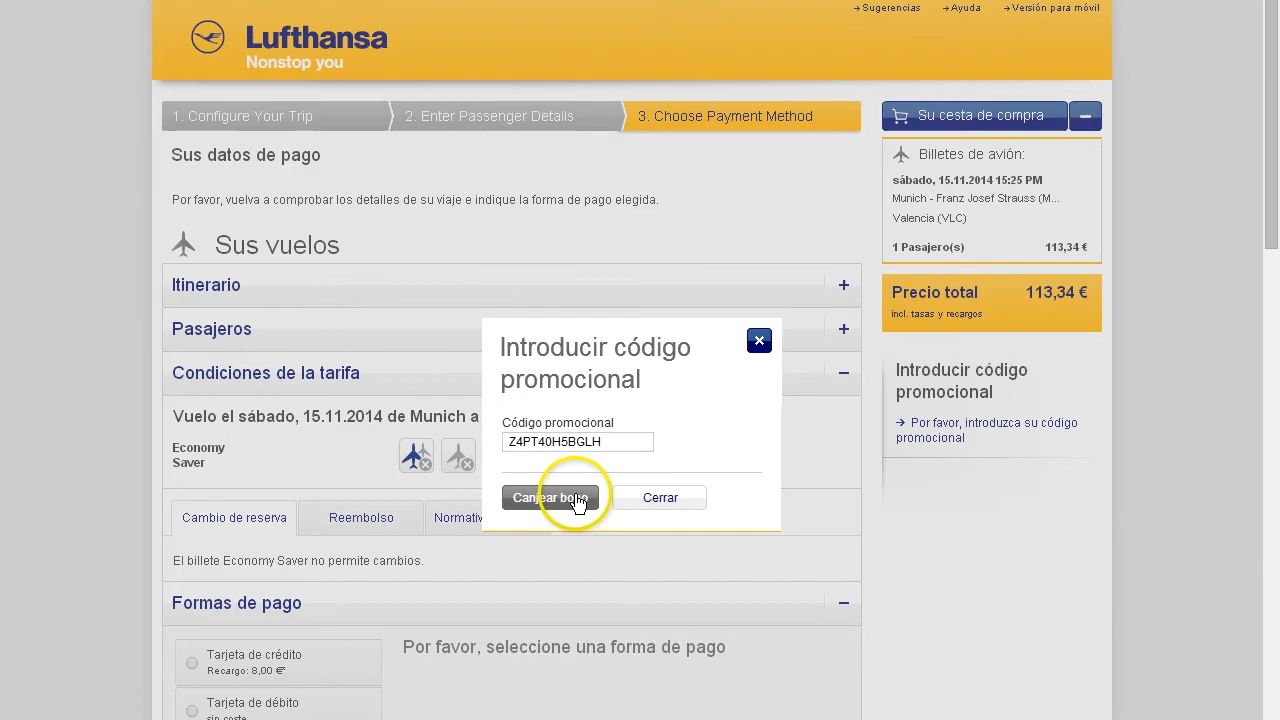 Sugerencias
Ayuda
Versión para móvil
Lufthansa
Nonstop you
1. Configure Your Trip
2. Enter Passenger Details
3. Choose Payment Method
Su cesta de compra
Sus datos de pago
Por favor, vuelva a comprobar los detalles de su viaje e indique la forma de pago elegida.
Billetes de avión:
sábado, 15.11.2014 15:25 PM
Munich - Franz Josef Strauss (M...
Valencia (VLC)
1 Pasajero(s) 113,34 €
Precio total 113,34 €
incl. tasas y recargos
Introducir código
promocional
Por favor, introduzca su código
promocional
Sus vuelos
Itinerario
Pasajeros
Condiciones de la tarifa
Vuelo el sábado, 15.11.2014 de Munich a
Economy
Saver
Cambio de reserva
Reembolso
El billete Economy Saver no permite cambios.
Formas de pago
Tarjeta de crédito
Recargo: 8,00 €*
Tarjeta de débito
sin coste
Por favor, seleccione una forma de pago
Introducir código
promocional
Código promocional
Z4PT40H5BGLH
Canjear
Cerrar